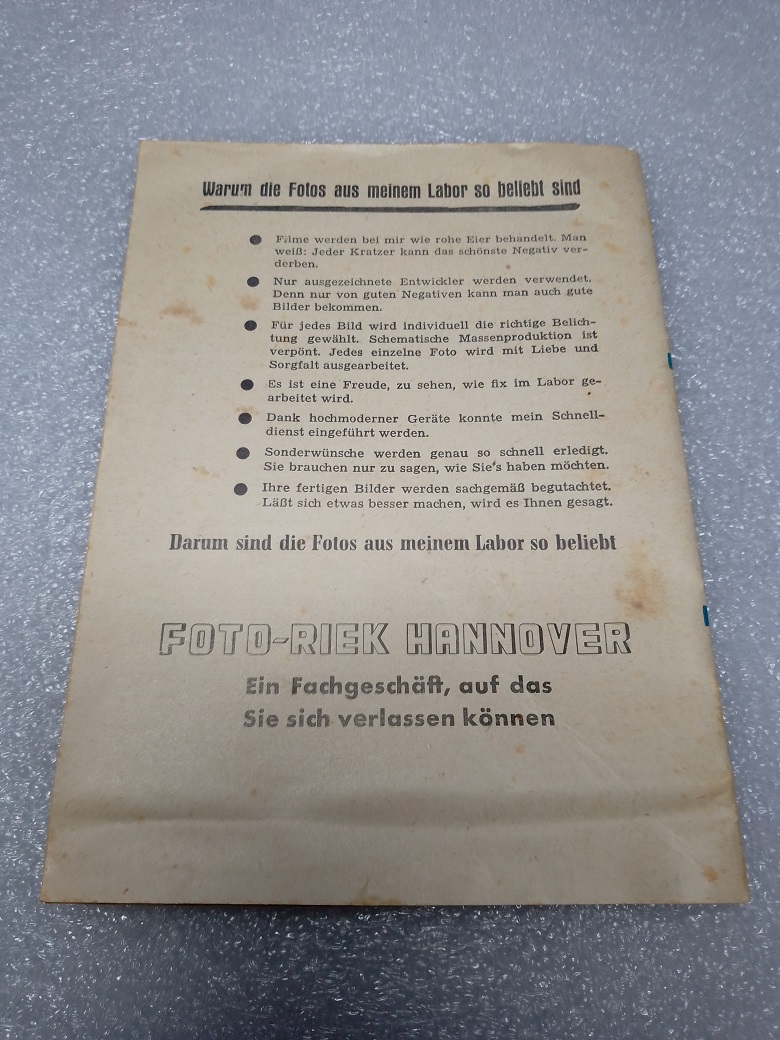 Warum die Fotos aus meinem Labor so beliebt sind
● Filme werden bei mir wie rohe Eier behandelt. Man
weiß: Jeder Kratzer kann das schönste Negativ ver-
derben.
● Nur ausgezeichnete Entwickler werden verwendet.
Denn nur von guten Negativen kann man auch gute
Bilder bekommen.
● Für jedes Bild wird individuell die richtige Belich-
tung gewählt. Schematische Massenproduktion ist
verpönt. Jedes einzelne Foto wird mit Liebe und
Sorgfalt ausgearbeitet.
● Es ist eine Freude, zu sehen, wie fix im Labor ge-
arbeitet wird.
● Dank hochmoderner Geräte konnte mein Schnell-
dienst eingeführt werden.
● Sonderwünsche werden genau so schnell erledigt.
Sie brauchen nur zu sagen, wie Sie's haben möchten.
● Ihre fertigen Bilder werden sachgemäß begutachtet.
Läßt sich etwas besser machen, wird es Ihnen gesagt.
Darum sind die Fotos aus meinem Labor so beliebt
FOTO-RIEK HANNOVER
Ein Fachgeschäft, auf das
Sie sich verlassen können